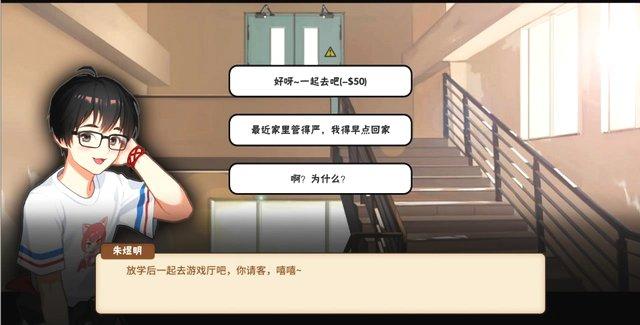 好呀~一起去吧(-$50)
最近家里管得严，我得早点回家
啊？为什么？
朱煜明
放学后一起去游戏厅吧，你请客，嘻嘻~